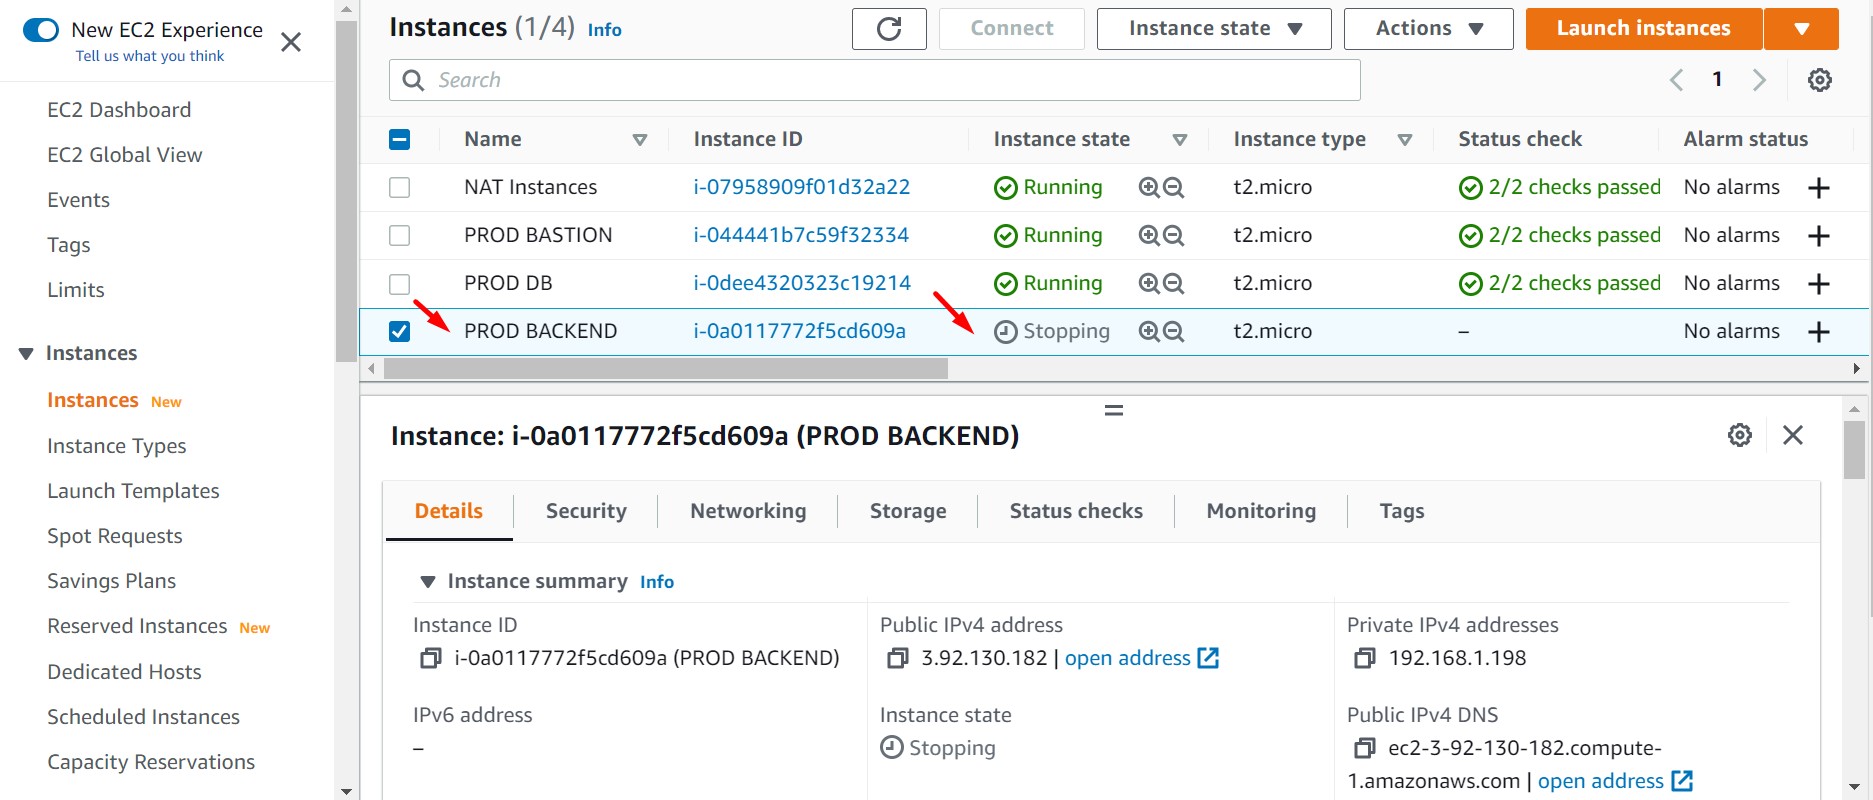 New EC2 Experience
Tell us what you think
EC2 Dashboard
EC2 Global View
Events
Tags
Limits
Instances
Instances New
Instance Types
Launch Templates
Spot Requests
Savings Plans
Reserved Instances New
Dedicated Hosts
Scheduled Instances
Capacity Reservations
Instances (1/4) Info
Connect
Instance state
Actions
Launch instances
Search
1
Name Instance ID Instance state Instance type Status check Alarm status
NAT Instances i-07958909f01d32a22 Running t2.micro 2/2 checks passed No alarms +
PROD BASTION i-044441b7c59f32334 Running t2.micro 2/2 checks passed No alarms +
PROD DB i-0dee4320323c19214 Running t2.micro 2/2 checks passed No alarms +
PROD BACKEND i-0a0117772f5cd609a Stopping t2.micro – No alarms +
Instance: i-0a0117772f5cd609a (PROD BACKEND)
Details Security Networking Storage Status checks Monitoring Tags
Instance summary Info
Instance ID
i-0a0117772f5cd609a (PROD BACKEND)
Public IPv4 address
3.92.130.182 | open address
Private IPv4 addresses
192.168.1.198
IPv6 address
–
Instance state
Stopping
Public IPv4 DNS
ec2-3-92-130-182.compute-
1.amazonaws.com | open address